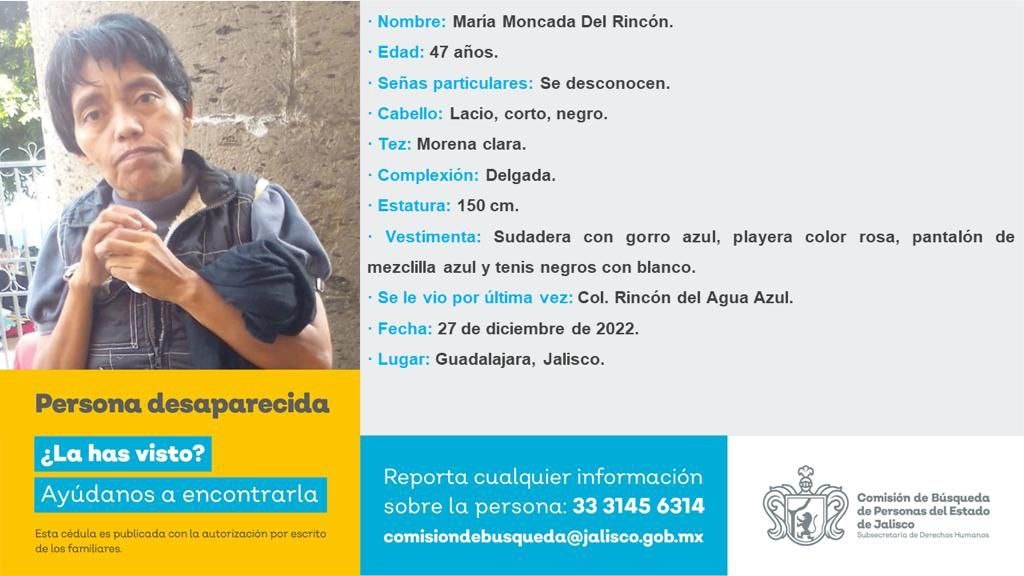 · Nombre: María Moncada Del Rincón.
· Edad: 47 años.
· Señas particulares: Se desconocen.
· Cabello: Lacio, corto, negro.
· Tez: Morena clara.
· Complexión: Delgada.
· Estatura: 150 cm.
· Vestimenta: Sudadera con gorro azul, playera color rosa, pantalón de
mezclilla azul y tenis negros con blanco.
· Se le vio por última vez: Col. Rincón del Agua Azul.
· Fecha: 27 de diciembre de 2022.
· Lugar: Guadalajara, Jalisco.
Persona desaparecida
¿La has visto?
Ayúdanos a encontrarla
Esta cédula es publicada con la autorización por escrito
de los familiares.
Reporta cualquier información
sobre la persona: 33 3145 6314
comisiondebusqueda@jalisco.gob.mx
Comisión de Búsqueda
de Personas del Estado
de Jalisco
Subsecretaría de Derechos Humanos